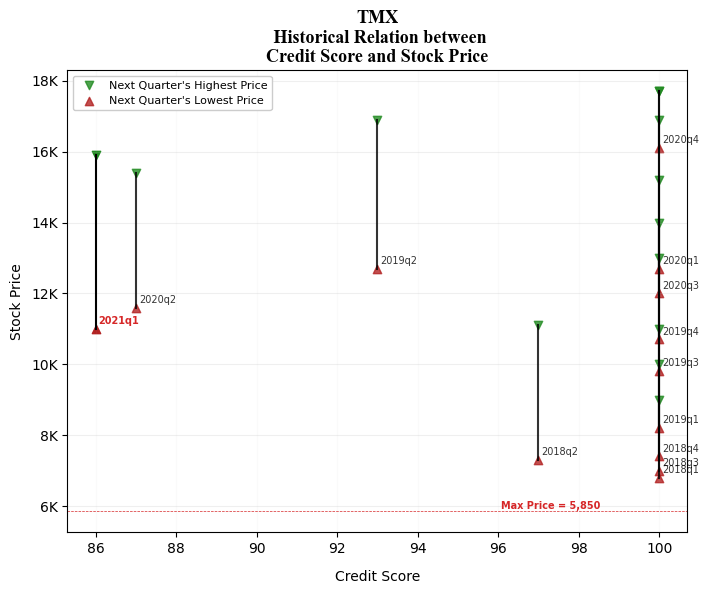 TMX
Historical Relation between
Credit Score and Stock Price
18K
Next Quarter's Highest Price
Next Quarter's Lowest Price
2020q4
16K
14K
2019q2
2020q1
2020q3
12K
2020q2
2021q1
2019q4
10K
2019q3
2019q1
8K
2018q2
2018q4
2018q3
2018q1
6K
Max Price = 5,850
Stock Price
86
88
90
92
94
96
98
100
Credit Score